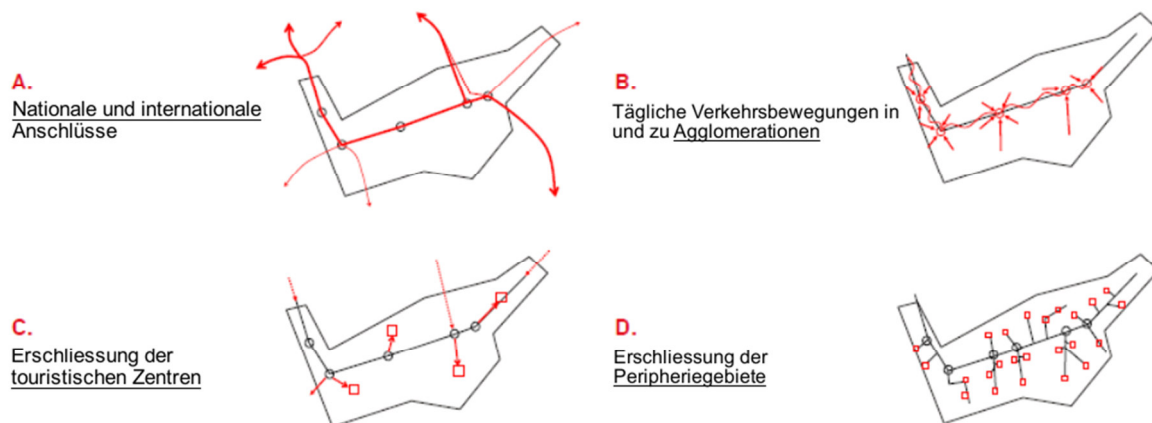 A.
Nationale und internationale
Anschlüsse
B.
Tägliche Verkehrsbewegungen in
und zu Agglomerationen
C.
Erschliessung der
touristischen Zentren
D.
Erschliessung der
Peripheriegebiete